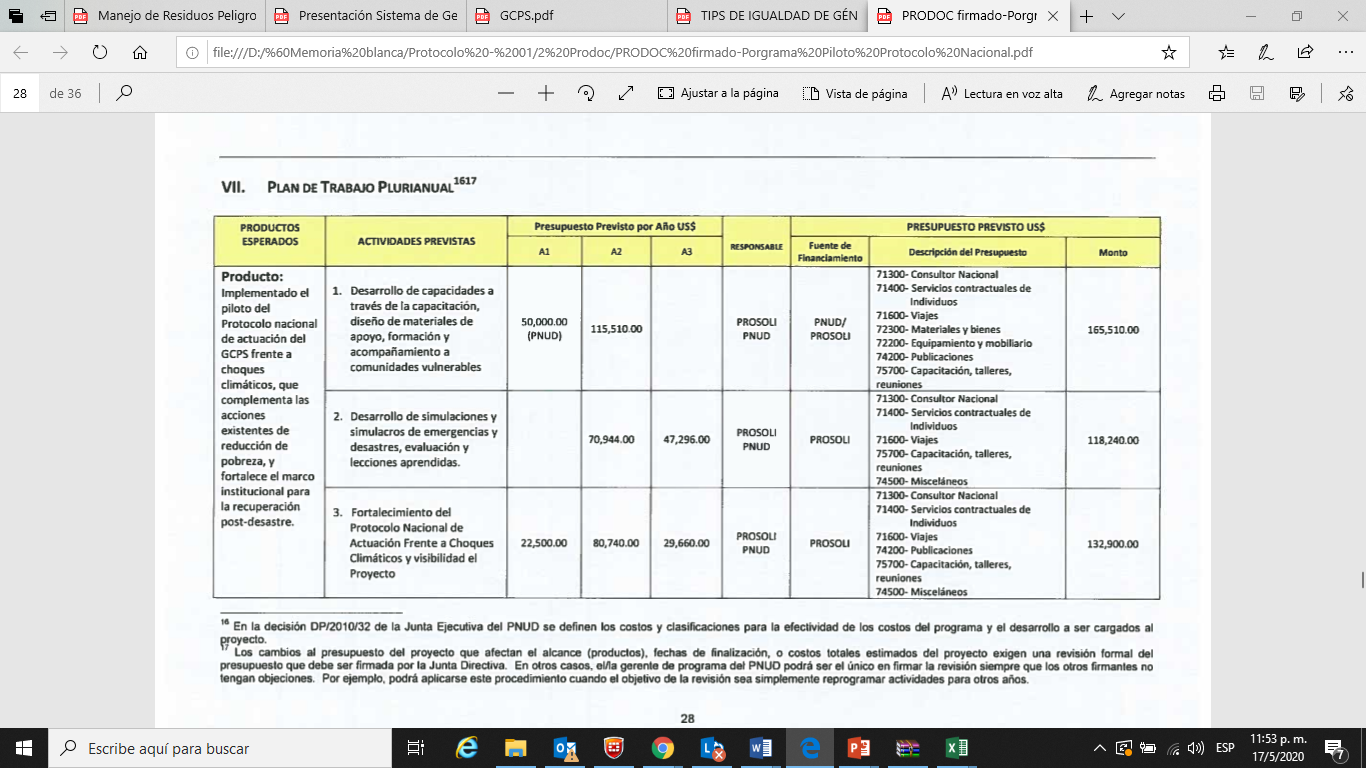 Manejo de Residuos Peligro
Presentación Sistema de Ge
GCPS.pdf
TIPS DE IGUALDAD DE GÉN
PRODOC firmado-Porgr
file:///D:/%60Memoria%20blanca/Protocolo%20-%2001/2%20Prodoc/PRODOC%20firmado-Porgrama%20Piloto%20Protocolo%20Nacional.pdf
28 de 36
Ajustar a la página
Vista de página
Lectura en voz alta
Agregar notas
VII. PLAN DE TRABAJO PLURIANUAL1617
PRODUCTOS
ESPERADOS
ACTIVIDADES PREVISTAS
Presupuesto Previsto por Año US$
A1 A2 A3
RESPONSABLE
PRESUPUESTO PREVISTO US$
Fuente de
Financiamiento
Descripción del Presupuesto
Monto
Producto:
Implementado el
piloto del
Protocolo nacional
de actuación del
GCPS frente a
choques
climáticos, que
complementa las
acciones
existentes de
reducción de
pobreza, y
fortalece el marco
institucional para
la recuperación
post-desastre.
1. Desarrollo de capacidades a
través de la capacitación,
diseño de materiales de
apoyo, formación y
acompañamiento a
comunidades vulnerables
50,000.00
(PNUD)
115,510.00
PROSOLI
PNUD
PNUD/
PROSOLI
71300- Consultor Nacional
71400- Servicios contractuales de
Individuos
71600- Viajes
72300- Materiales y bienes
72200- Equipamiento y mobiliario
74200- Publicaciones
75700- Capacitación, talleres,
reuniones
165,510.00
2. Desarrollo de simulaciones y
simulacros de emergencias y
desastres, evaluación y
lecciones aprendidas.
70,944.00
47,296.00
PROSOLI
PNUD
PROSOLI
71300- Consultor Nacional
71400- Servicios contractuales de
Individuos
71600- Viajes
75700- Capacitación, talleres,
reuniones
74500- Misceláneos
118,240.00
3. Fortalecimiento del
Protocolo Nacional de
Actuación Frente a Choques
Climáticos y visibilidad el
Proyecto
22,500.00
80,740.00
29,660.00
PROSOLI
PNUD
PROSOLI
71300- Consultor Nacional
71400- Servicios contractuales de
Individuos
71600- Viajes
74200- Publicaciones
75700- Capacitación, talleres,
reuniones
74500- Misceláneos
132,900.00
16 En la decisión DP/2010/32 de la Junta Ejecutiva del PNUD se definen los costos y clasificaciones para la efectividad de los costos del programa y el desarrollo a ser cargados al
proyecto.
17 Los cambios al presupuesto del proyecto que afectan el alcance (productos), fechas de finalización, o costos totales estimados del proyecto exigen una revisión formal del
presupuesto que debe ser firmada por la Junta Directiva. En otros casos, el/la gerente de programa del PNUD podrá ser el único en firmar la revisión siempre que los otros firmantes no
tengan objeciones. Por ejemplo, podrá aplicarse este procedimiento cuando el objetivo de la revisión sea simplemente reprogramar actividades para otros años.
28
Escribe aquí para buscar
ESP
11:53 p. m.
17/5/2020
7